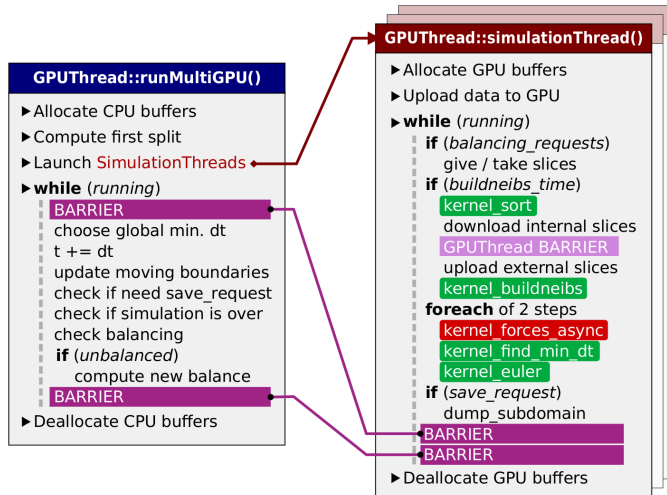 GPUThread::runMultiGPU()
Allocate CPU buffers
Compute first split
Launch SimulationThreads
while (running)
BARRIER
choose global min. dt
t += dt
update moving boundaries
check if need save_request
check if simulation is over
check balancing
if (unbalanced)
compute new balance
BARRIER
Deallocate CPU buffers
GPUThread::simulationThread()
Allocate GPU buffers
Upload data to GPU
while (running)
if (balancing_requests)
give / take slices
if (buildneibs_time)
kernel_sort
download internal slices
GPUThread BARRIER
upload external slices
kernel_buildneibs
foreach of 2 steps
kernel_forces_async
kernel_find_min_dt
kernel_euler
if (save_request)
dump_subdomain
BARRIER
BARRIER
Deallocate GPU buffers